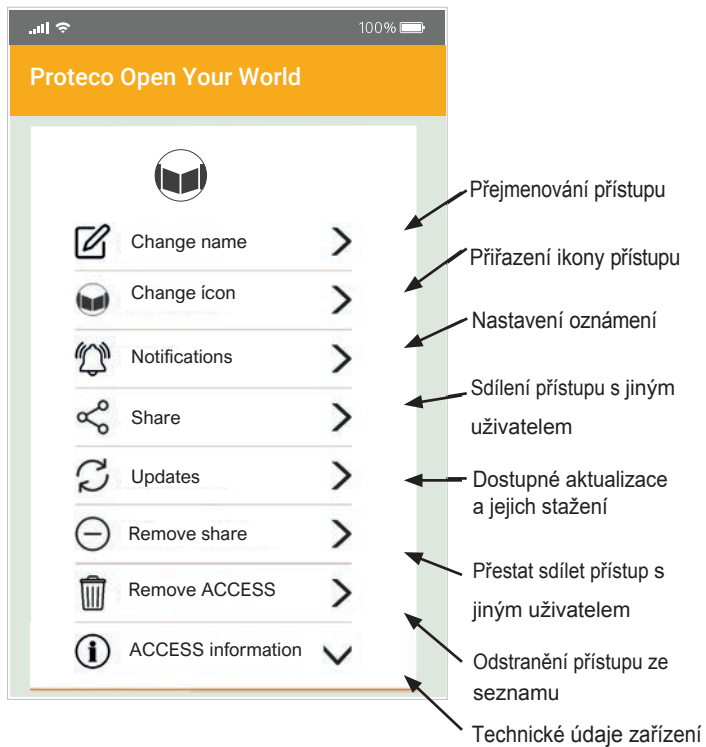 100%
Proteco Open Your World
Change name
Change ícon
Notifications
Share
Updates
Remove share
Remove ACCESS
ACCESS information
Přejmenování přístupu
Přiřazení ikony přístupu
Nastavení oznámení
Sdílení přístupu s jiným
uživatelem
Dostupné aktualizace
a jejich stažení
Přestat sdílet přístup s
jiným uživatelem
Odstranění přístupu ze
seznamu
Technické údaje zařízení